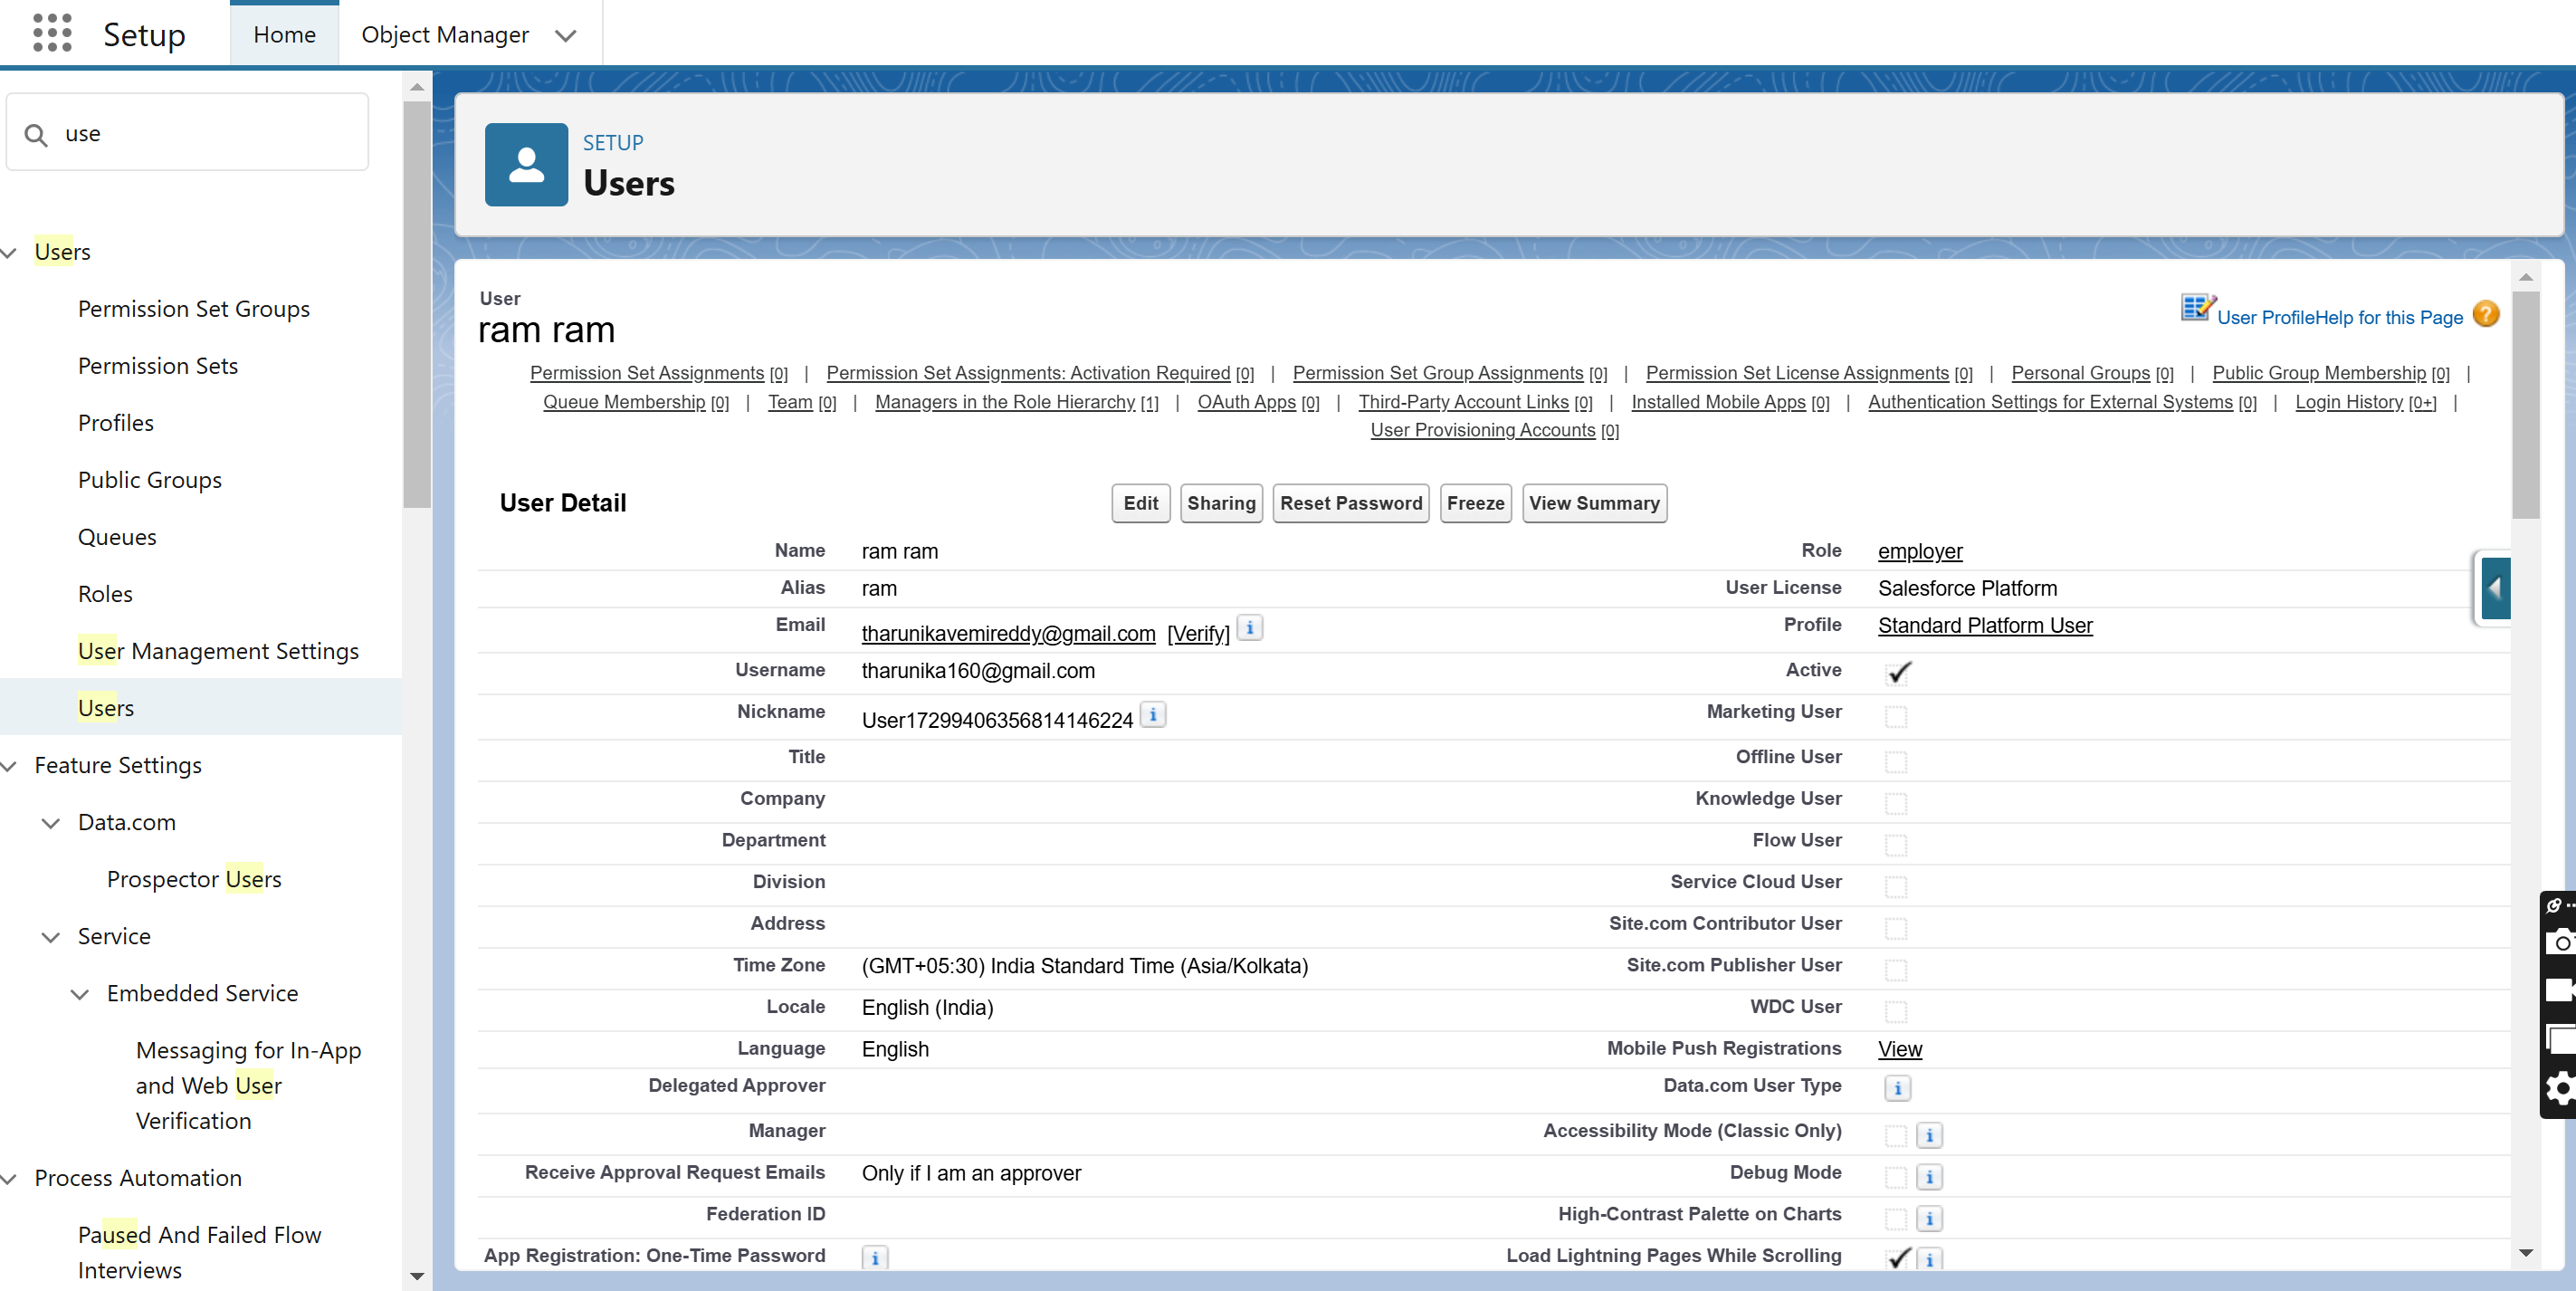 Setup
Home
Object Manager
use
Users
Permission Set Groups
Permission Sets
Profiles
Public Groups
Queues
Roles
User Management Settings
Users
Feature Settings
Data.com
Prospector Users
Service
Embedded Service
Messaging for In-App
and Web User
Verification
Process Automation
Paused And Failed Flow
Interviews
SETUP
Users
User
ram ram
User Profile Help for this Page ?
Permission Set Assignments [0] | Permission Set Assignments: Activation Required [0] | Permission Set Group Assignments [0] | Permission Set License Assignments [0] | Personal Groups [0] | Public Group Membership [0] |
Queue Membership [0] | Team [0] | Managers in the Role Hierarchy [1] | OAuth Apps [0] | Third-Party Account Links [0] | Installed Mobile Apps [0] | Authentication Settings for External Systems [0] | Login History [0+] |
User Provisioning Accounts [0]
User Detail
Edit Sharing Reset Password Freeze View Summary
Name ram ram Role employer
Alias ram User License Salesforce Platform
Email tharunikavemireddy@gmail.com [Verify] i Profile Standard Platform User
Username tharunika160@gmail.com Active
Nickname User17299406356814146224 i Marketing User
Title Offline User
Company Knowledge User
Department Flow User
Division Service Cloud User
Address Site.com Contributor User
Time Zone (GMT+05:30) India Standard Time (Asia/Kolkata) Site.com Publisher User
Locale English (India) WDC User
Language English Mobile Push Registrations View
Delegated Approver Data.com User Type i
Manager Accessibility Mode (Classic Only) i
Receive Approval Request Emails Only if I am an approver Debug Mode i
Federation ID High-Contrast Palette on Charts i
App Registration: One-Time Password i Load Lightning Pages While Scrolling i